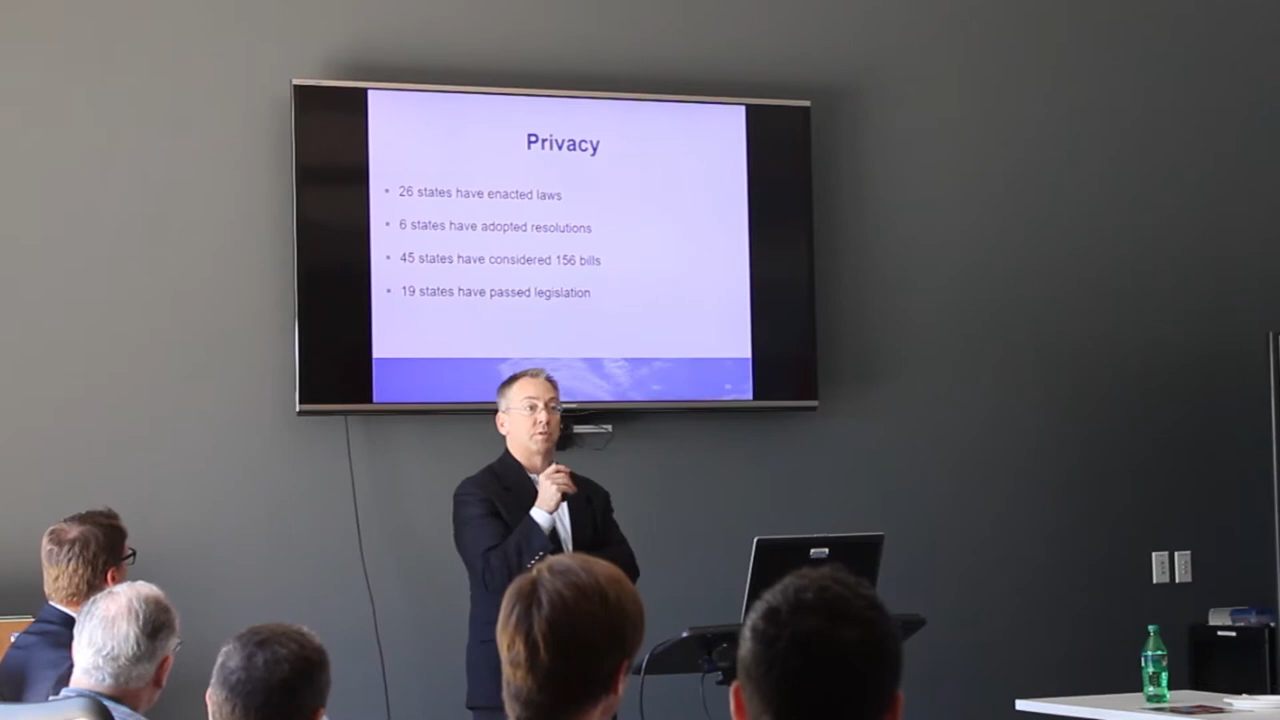 Privacy
26 states have enacted laws
6 states have adopted resolutions
45 states have considered 156 bills
19 states have passed legislation